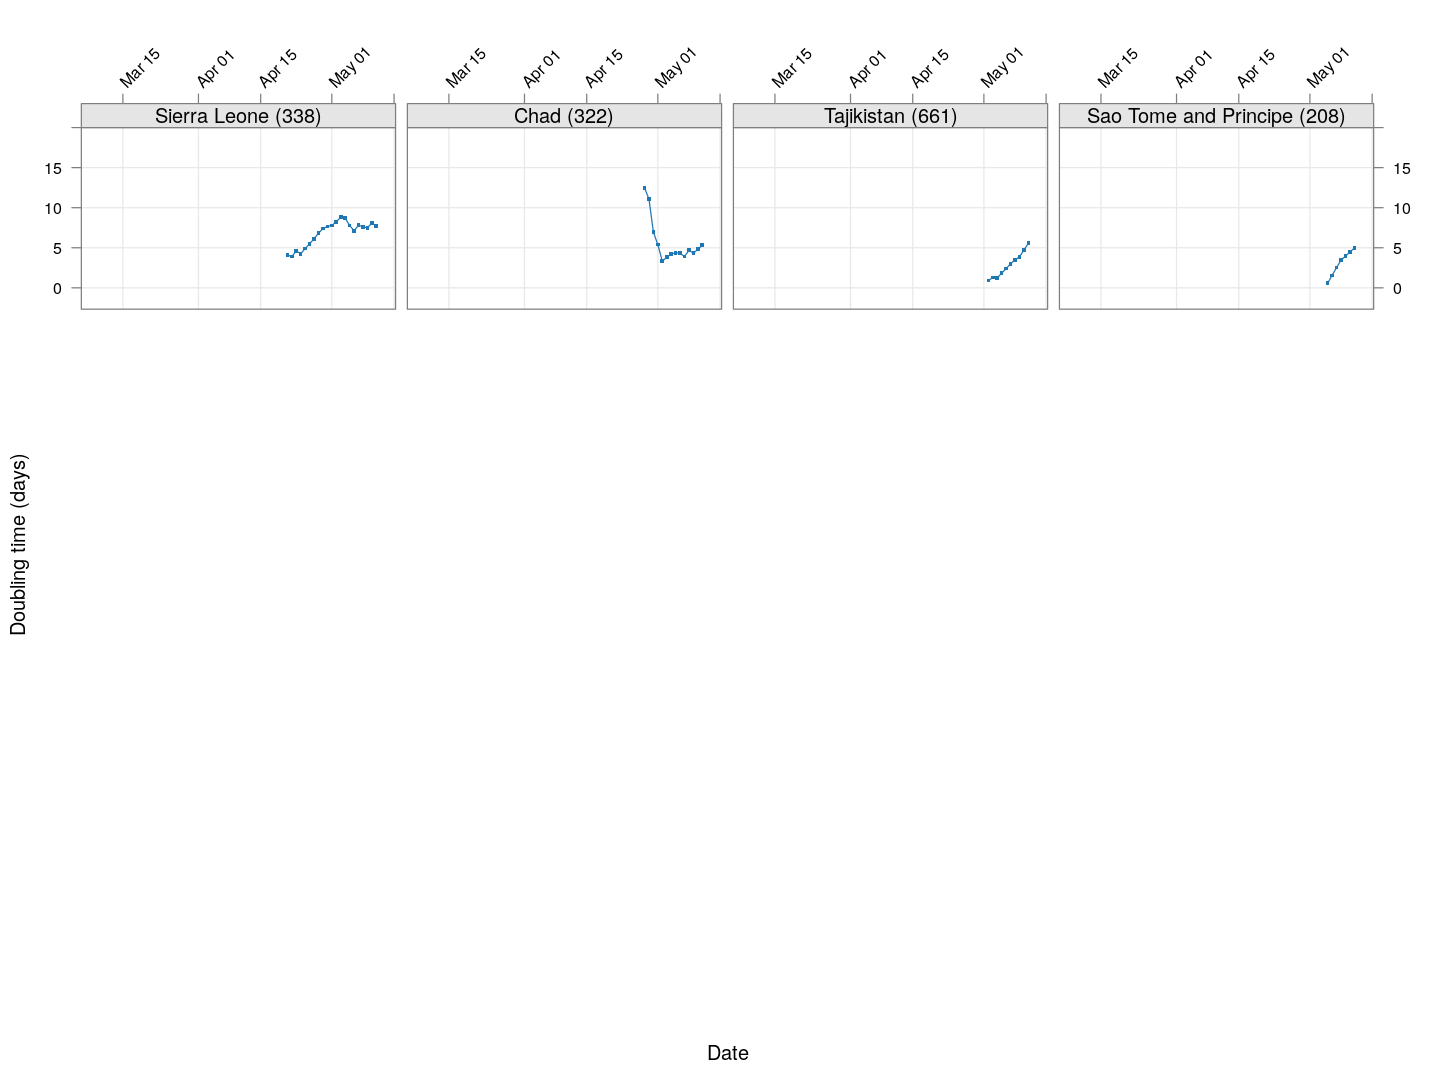 Mar 15 Apr 01 Apr 15 May 01 Mar 15 Apr 01 Apr 15 May 01 Mar 15 Apr 01 Apr 15 May 01 Mar 15 Apr 01 Apr 15 May 01
Sierra Leone (338) Chad (322) Tajikistan (661) Sao Tome and Principe (208)
15 15
10 10
5 5
0 0
Doubling time (days)
Date